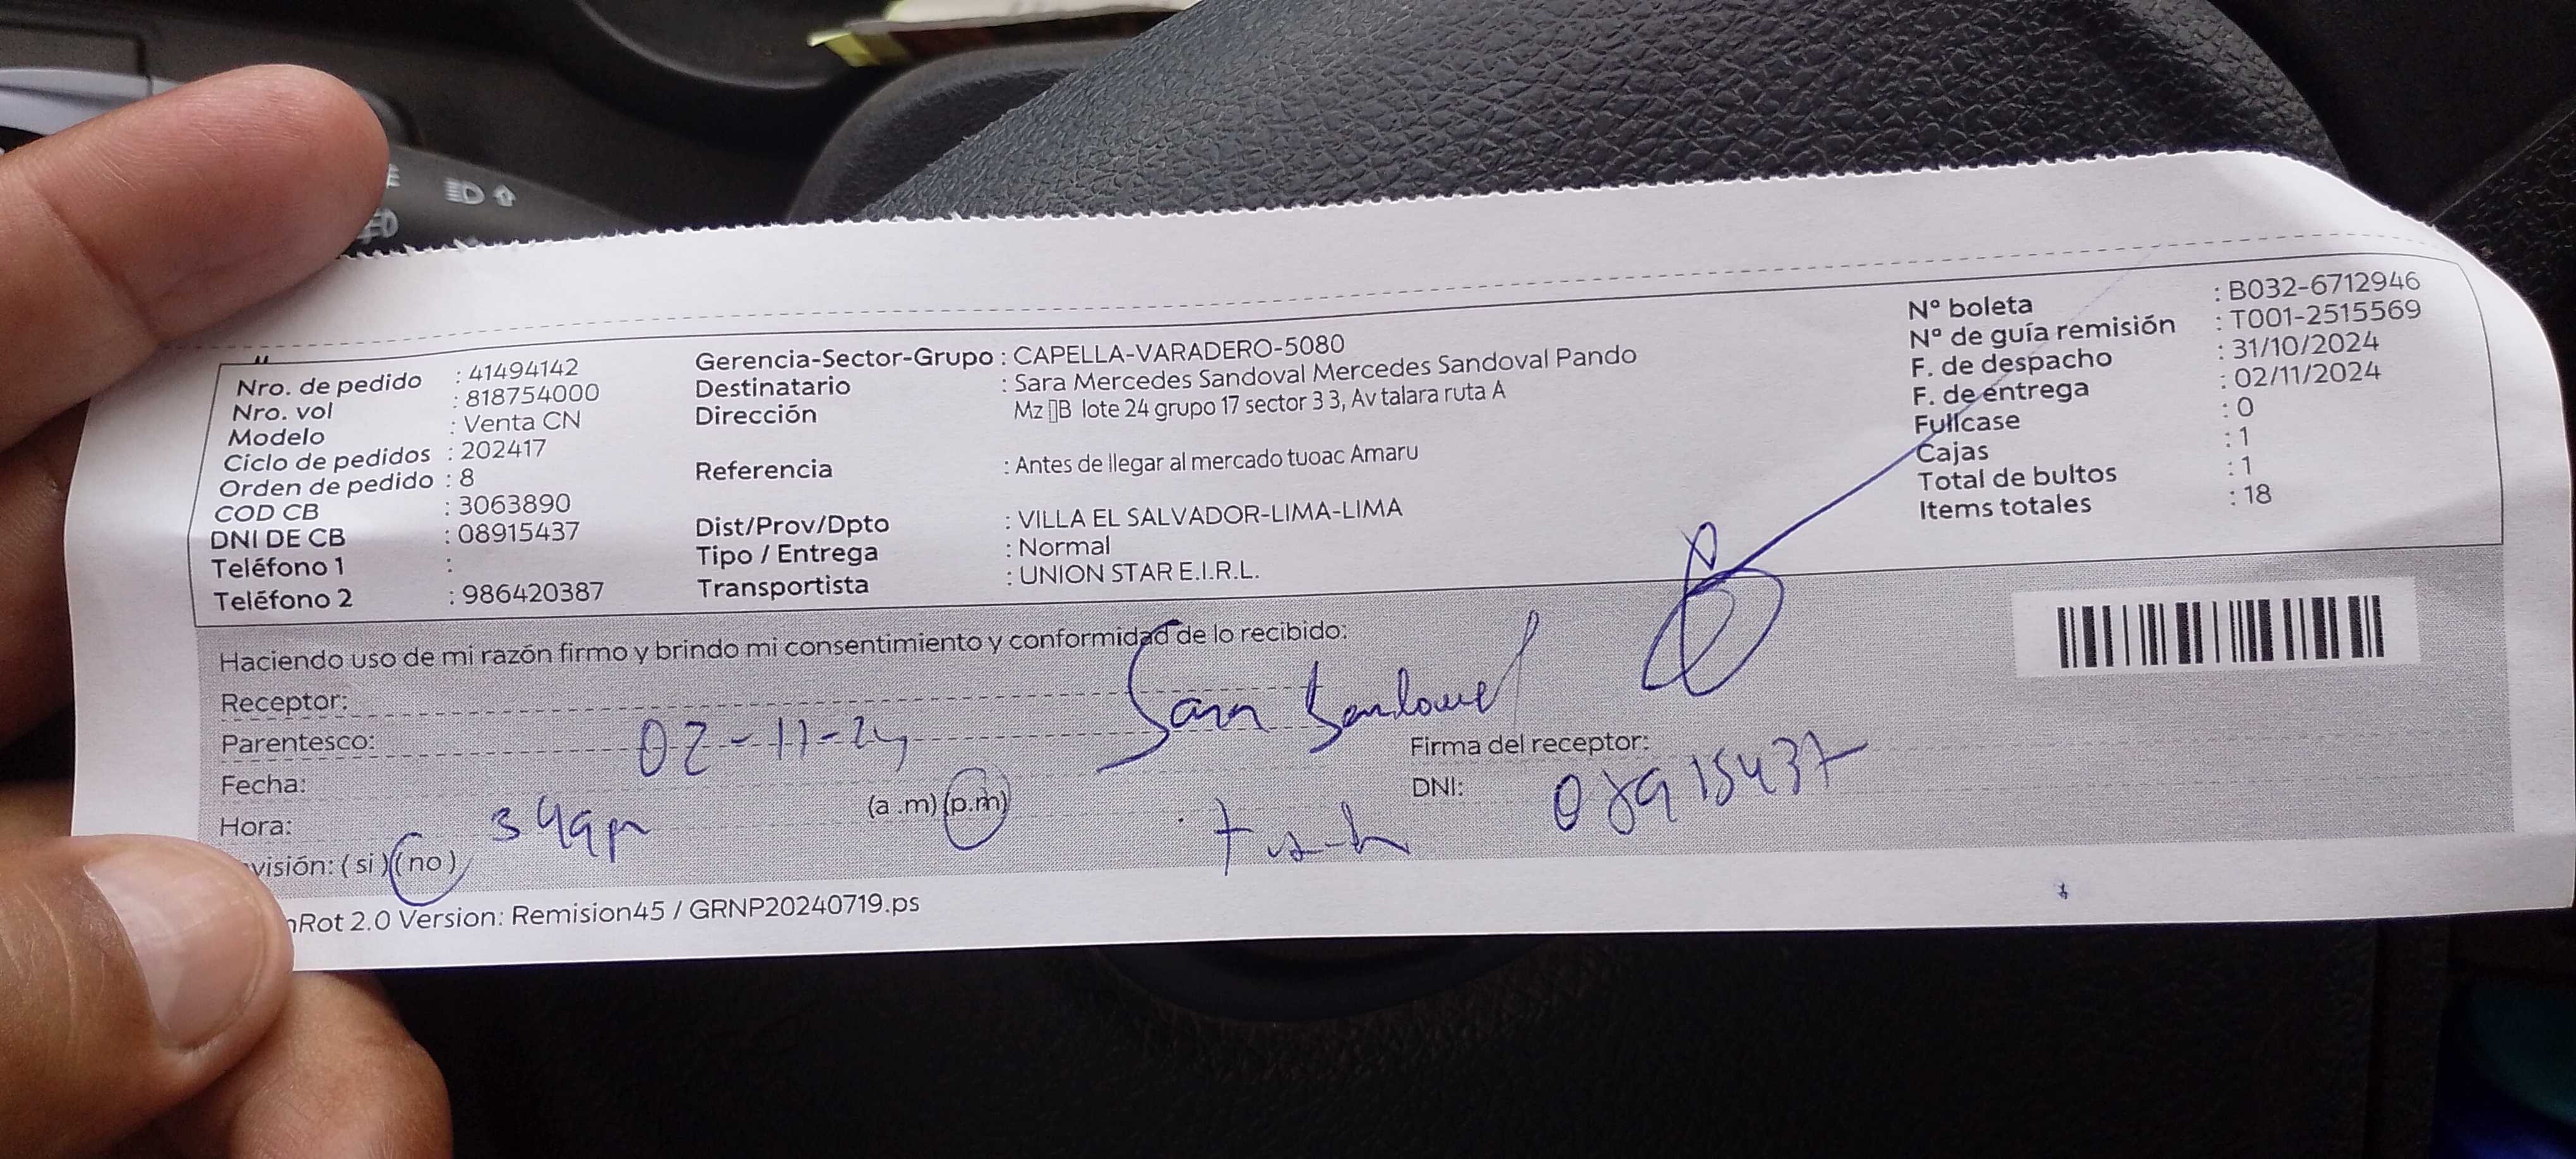 Nro. de pedido : 41494142
Nro. vol : 818754000
Modelo : Venta CN
Ciclo de pedidos : 202417
Orden de pedido : 8
COD CB : 3063890
DNI DE CB : 08915437
Teléfono 1 :
Teléfono 2 : 986420387
Gerencia-Sector-Grupo : CAPELLA-VARADERO-5080
Destinatario : Sara Mercedes Sandoval Mercedes Sandoval Pando
Dirección Mz ▯B lote 24 grupo 17 sector 3 3, Av talara ruta A
Referencia : Antes de llegar al mercado tuoac Amaru
Dist/Prov/Dpto : VILLA EL SALVADOR-LIMA-LIMA
Tipo / Entrega : Normal
Transportista : UNION STAR E.I.R.L.
Nº boleta : B032-6712946
Nº de guía remisión : T001-2515569
F. de despacho : 31/10/2024
F. de entrega : 02/11/2024
Fullcase : 0
Cajas : 1
Total de bultos : 1
Items totales : 18
Haciendo uso de mi razón firmo y brindo mi consentimiento y conformidad de lo recibido:
Receptor: Sara Sandoval
Parentesco:
Fecha: 02-11-24
Hora: 3 49 pm (a.m) (p.m)
visión: (si) (no)
Firma del receptor:
DNI: 08915437
nRot 2.0 Version: Remision45 / GRNP20240719.ps